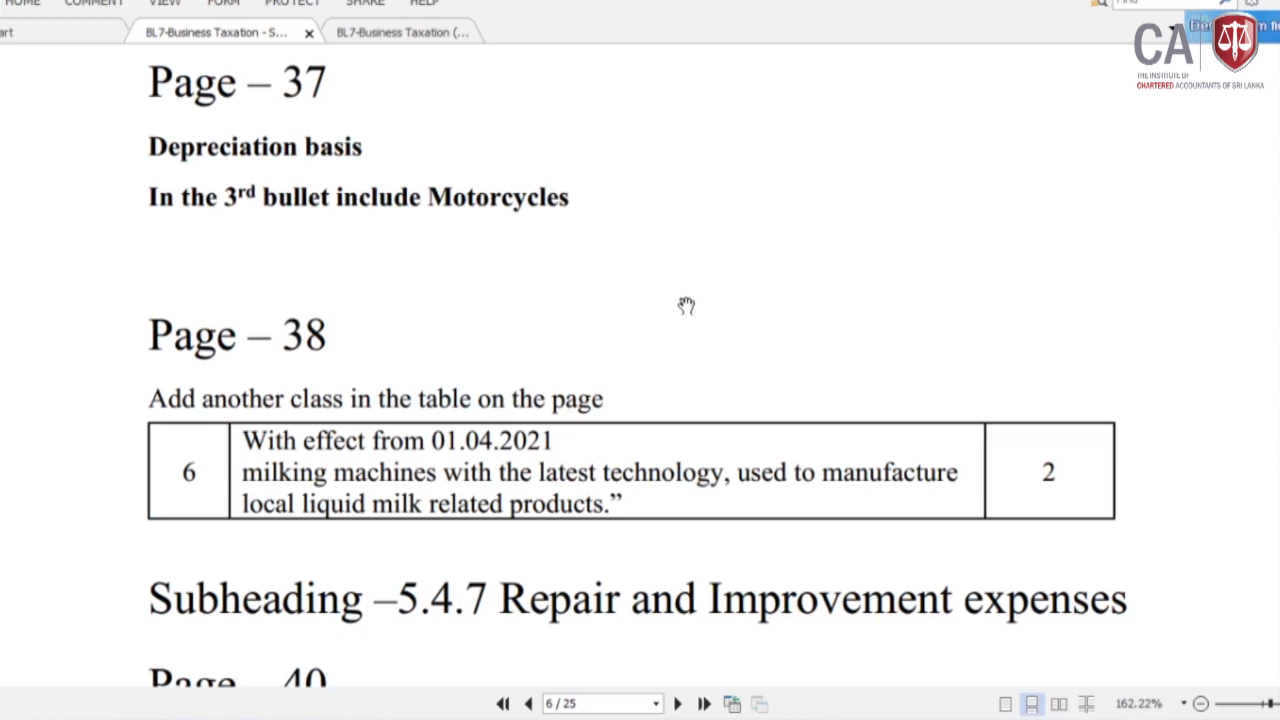 HOME COMMENT VIEW FORM PROTECT SHARE HELP
art
BL7-Business Taxation - S... × BL7-Business Taxation (...
CA
THE INSTITUTE OF
CHARTERED ACCOUNTANTS OF SRI LANKA
Page – 37
Depreciation basis
In the 3rd bullet include Motorcycles
Page – 38
Add another class in the table on the page
6
With effect from 01.04.2021
milking machines with the latest technology, used to manufacture
local liquid milk related products.”
2
Subheading –5.4.7 Repair and Improvement expenses
Page 40
6 / 25
162.22%